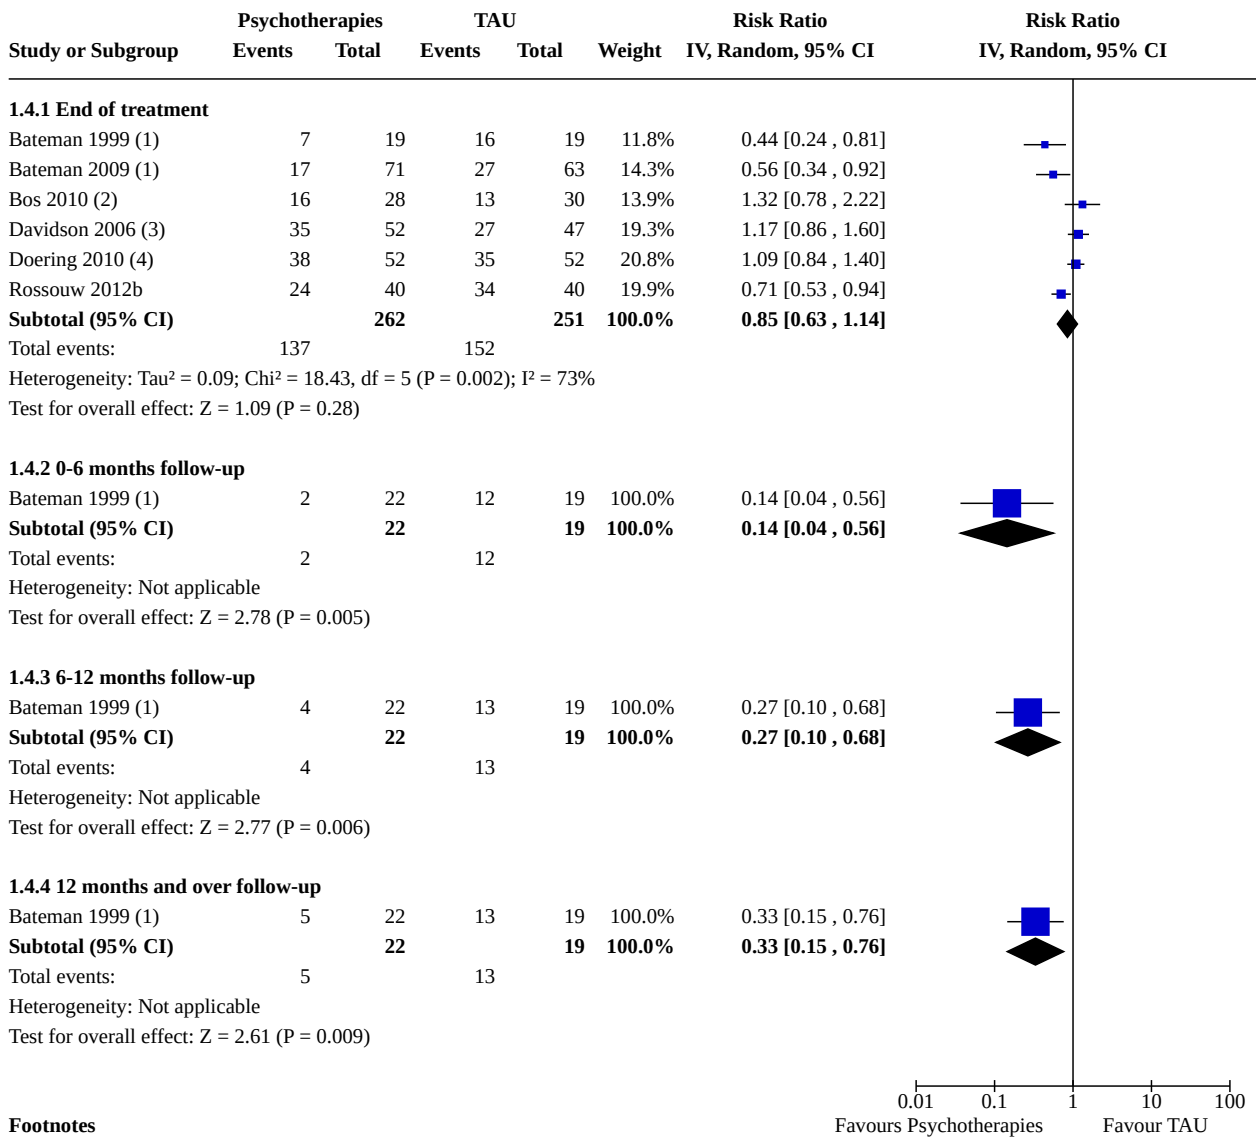 Psychotherapies TAU Risk Ratio Risk Ratio
Study or Subgroup Events Total Events Total Weight IV, Random, 95% CI IV, Random, 95% CI
1.4.1 End of treatment
Bateman 1999 (1) 7 19 16 19 11.8% 0.44 [0.24 , 0.81]
Bateman 2009 (1) 17 71 27 63 14.3% 0.56 [0.34 , 0.92]
Bos 2010 (2) 16 28 13 30 13.9% 1.32 [0.78 , 2.22]
Davidson 2006 (3) 35 52 27 47 19.3% 1.17 [0.86 , 1.60]
Doering 2010 (4) 38 52 35 52 20.8% 1.09 [0.84 , 1.40]
Rossouw 2012b 24 40 34 40 19.9% 0.71 [0.53 , 0.94]
Subtotal (95% CI) 262 251 100.0% 0.85 [0.63 , 1.14]
Total events: 137 152
Heterogeneity: Tau² = 0.09; Chi² = 18.43, df = 5 (P = 0.002); I² = 73%
Test for overall effect: Z = 1.09 (P = 0.28)
1.4.2 0-6 months follow-up
Bateman 1999 (1) 2 22 12 19 100.0% 0.14 [0.04 , 0.56]
Subtotal (95% CI) 22 19 100.0% 0.14 [0.04 , 0.56]
Total events: 2 12
Heterogeneity: Not applicable
Test for overall effect: Z = 2.78 (P = 0.005)
1.4.3 6-12 months follow-up
Bateman 1999 (1) 4 22 13 19 100.0% 0.27 [0.10 , 0.68]
Subtotal (95% CI) 22 19 100.0% 0.27 [0.10 , 0.68]
Total events: 4 13
Heterogeneity: Not applicable
Test for overall effect: Z = 2.77 (P = 0.006)
1.4.4 12 months and over follow-up
Bateman 1999 (1) 5 22 13 19 100.0% 0.33 [0.15 , 0.76]
Subtotal (95% CI) 22 19 100.0% 0.33 [0.15 , 0.76]
Total events: 5 13
Heterogeneity: Not applicable
Test for overall effect: Z = 2.61 (P = 0.009)
0.01 0.1 1 10 100
Footnotes Favours Psychotherapies Favour TAU